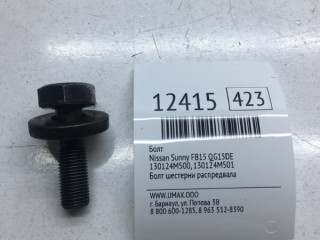 12415 423
Болт
Nissan Sunny FB15 QG15DE
130124M500,130124M501
Болт шестерни распредвала
WWW.UMAX.OOO
г. Барнаул, ул. Попова 3В
8 800 600-1285, 8 963 512-8390